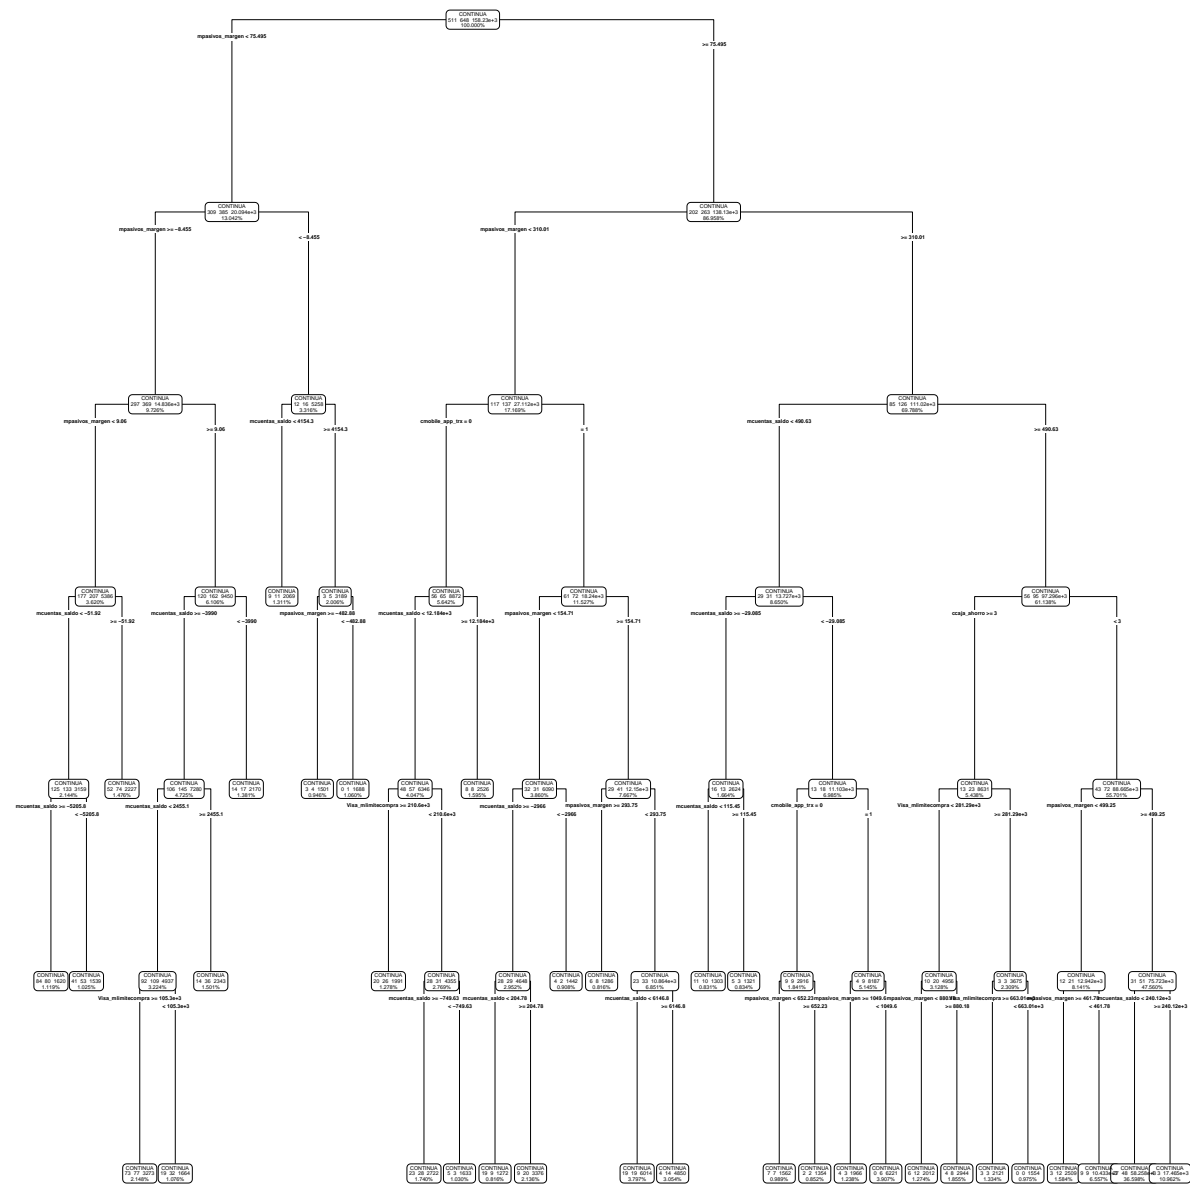 CONTINUA
511 648 158.23e+3
100.000%
mpasivos_margen < 75.495
>= 75.495
CONTINUA
309 385 20.094e+3
13.042%
CONTINUA
202 263 138.13e+3
86.958%
mpasivos_margen >= −8.455
< −8.455
mpasivos_margen < 310.01
>= 310.01
CONTINUA
297 369 14.836e+3
9.726%
CONTINUA
12 16 5258
3.316%
CONTINUA
117 137 27.112e+3
17.169%
CONTINUA
85 126 111.02e+3
69.788%
mpasivos_margen < 9.06
>= 9.06
mcuentas_saldo < 4154.3
>= 4154.3
cmobile_app_trx = 0
= 1
mcuentas_saldo < 490.63
>= 490.63
CONTINUA
177 207 5386
3.620%
CONTINUA
120 162 9450
6.106%
CONTINUA
9 11 2069
1.311%
CONTINUA
3 5 3189
2.006%
CONTINUA
56 65 8872
5.642%
CONTINUA
61 72 18.24e+3
11.527%
CONTINUA
29 31 13.727e+3
8.650%
CONTINUA
56 95 97.296e+3
61.138%
mcuentas_saldo < −51.92
>= −51.92
mcuentas_saldo >= −3990
< −3990
mpasivos_margen >= −482.88
< −482.88
mcuentas_saldo < 12.184e+3
>= 12.184e+3
mpasivos_margen < 154.71
>= 154.71
mcuentas_saldo >= −29.085
< −29.085
ccaja_ahorro >= 3
< 3
CONTINUA
125 133 3159
2.144%
CONTINUA
52 74 2227
1.476%
CONTINUA
106 145 7280
4.725%
CONTINUA
14 17 2170
1.381%
CONTINUA
3 4 1501
0.946%
CONTINUA
0 1 1688
1.060%
CONTINUA
48 57 6346
4.047%
CONTINUA
8 8 2526
1.595%
CONTINUA
32 31 6090
3.860%
CONTINUA
29 41 12.15e+3
7.667%
CONTINUA
16 13 2624
1.664%
CONTINUA
13 18 11.103e+3
6.985%
CONTINUA
13 23 8631
5.438%
CONTINUA
43 72 88.665e+3
55.701%
mcuentas_saldo >= −5205.8
< −5205.8
mcuentas_saldo < 2455.1
>= 2455.1
Visa_mlimitecompra >= 210.6e+3
< 210.6e+3
mcuentas_saldo >= −2966
< −2966
mpasivos_margen >= 293.75
< 293.75
mcuentas_saldo < 115.45
>= 115.45
cmobile_app_trx = 0
= 1
Visa_mlimitecompra < 281.29e+3
>= 281.29e+3
mpasivos_margen < 499.25
>= 499.25
CONTINUA
84 80 1620
1.119%
CONTINUA
41 53 1539
1.025%
CONTINUA
92 109 4937
3.224%
CONTINUA
14 36 2343
1.501%
CONTINUA
20 26 1991
1.278%
CONTINUA
28 31 4355
2.769%
CONTINUA
28 29 4648
2.952%
CONTINUA
4 2 1442
0.908%
CONTINUA
6 8 1286
0.816%
CONTINUA
23 33 10.864e+3
6.851%
CONTINUA
11 10 1303
0.831%
CONTINUA
5 3 1321
0.834%
CONTINUA
9 9 2916
1.841%
CONTINUA
4 9 8187
5.145%
CONTINUA
10 20 4956
3.128%
CONTINUA
3 3 3675
2.309%
CONTINUA
12 21 12.942e+3
8.141%
CONTINUA
31 51 75.723e+3
47.560%
Visa_mlimitecompra >= 105.3e+3
< 105.3e+3
mcuentas_saldo >= −749.63
< −749.63
mcuentas_saldo < 204.78
>= 204.78
mcuentas_saldo < 6146.8
>= 6146.8
mpasivos_margen < 652.23
>= 652.23
mpasivos_margen >= 1049.6
< 1049.6
mpasivos_margen <
>= 880.18
>= 663.01e+3
< 663.01e+3
>= 461.78
< 461.78
mcuentas_saldo < 240.12e+3
>= 240.12e+3
CONTINUA
73 77 3273
2.148%
CONTINUA
19 32 1664
1.076%
CONTINUA
23 28 2722
1.740%
CONTINUA
5 3 1633
1.030%
CONTINUA
19 9 1272
0.816%
CONTINUA
9 20 3376
2.136%
CONTINUA
19 19 6014
3.797%
CONTINUA
4 14 4850
3.054%
CONTINUA
7 7 1562
0.989%
CONTINUA
2 2 1354
0.852%
CONTINUA
4 3 1966
1.238%
CONTINUA
0 6 6221
3.907%
CONTINUA
6 12 2012
1.274%
CONTINUA
4 8 2944
1.855%
CONTINUA
3 3 2121
1.334%
CONTINUA
0 0 1554
0.975%
CONTINUA
3 12 2509
1.584%
CONTINUA
9 9
6.557%
CONTINUA
48 58.258e+3
36.598%
CONTINUA
3 17.465e+3
10.962%